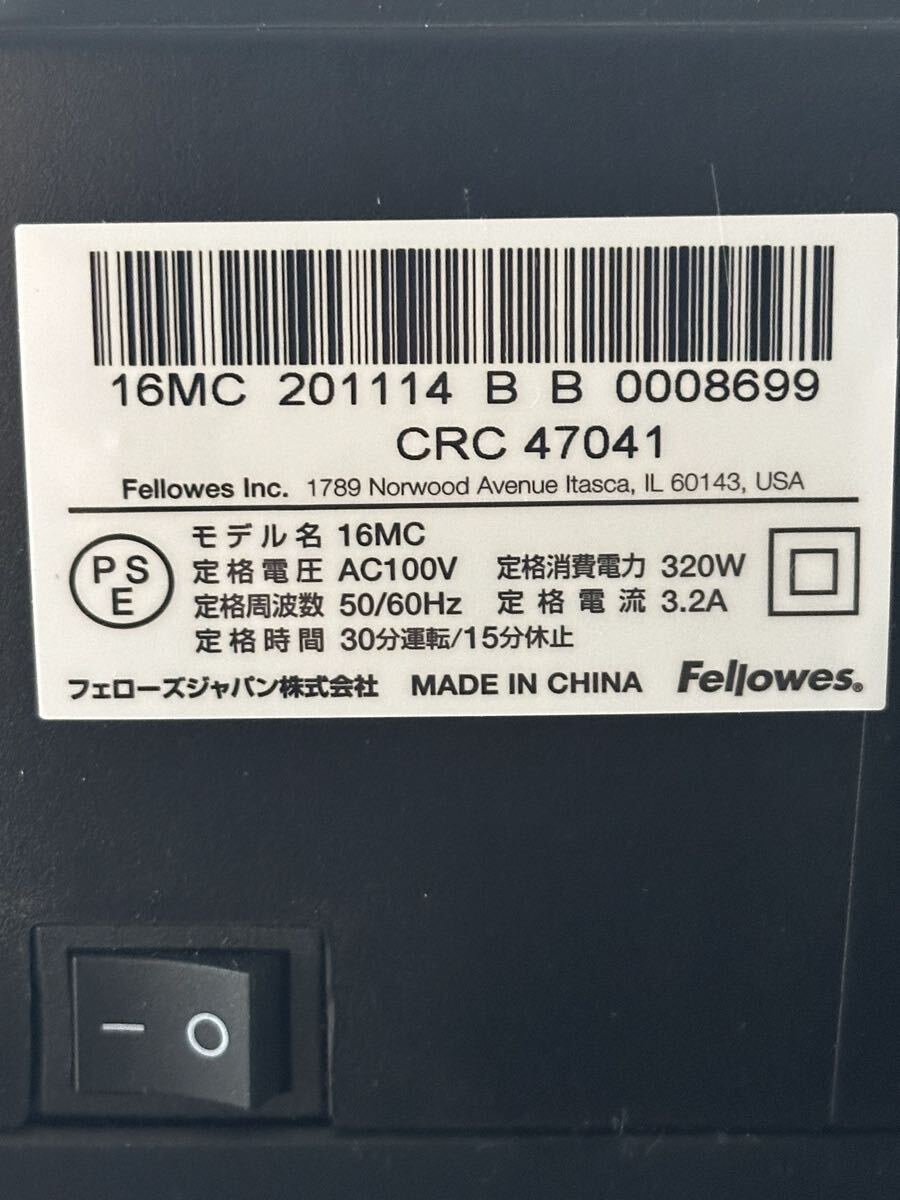 16MC 201114 B B 0008699
CRC 47041
Fellowes Inc. 1789 Norwood Avenue Itasca, IL 60143, USA
PS
E
モデル名 16MC
定格電圧 AC100V 定格消費電力 320W
定格周波数 50/60Hz 定格電流 3.2A
定格時間 30分運転/15分休止
フェローズジャパン株式会社 MADE IN CHINA Fellowes®
— O